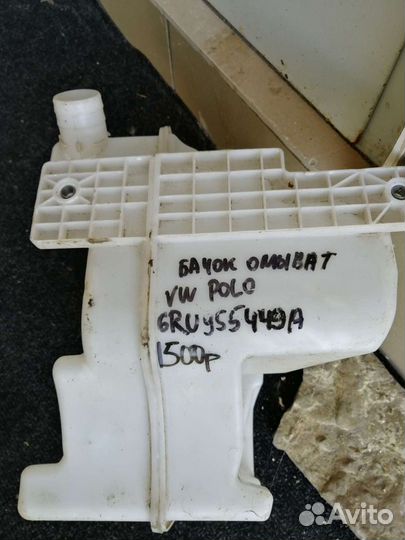 БАЧОК ОМЫВАТ
VW POLO
6RU955449A
1500р
Avito